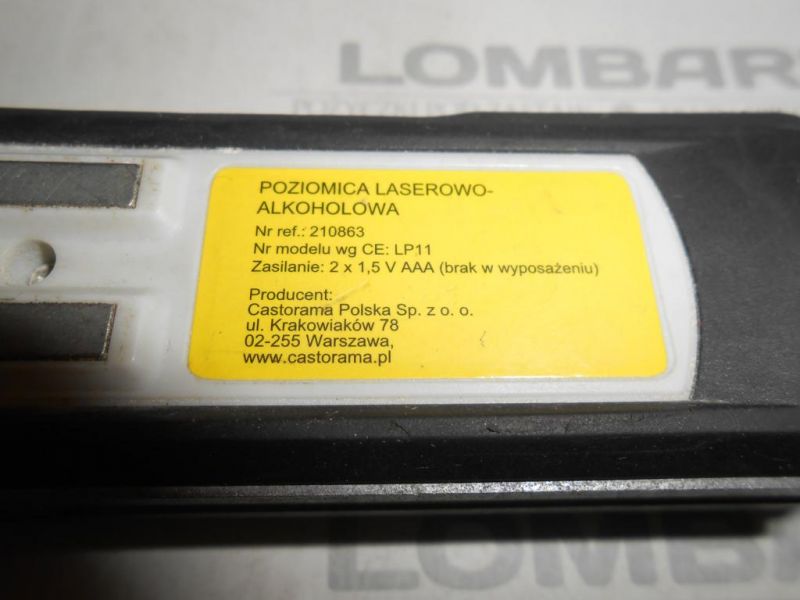 LOMBAR
POZIOMICA LASEROWO-
ALKOHOLOWA
Nr ref.: 210863
Nr modelu wg CE: LP11
Zasilanie: 2 x 1,5 V AAA (brak w wyposażeniu)
Producent:
Castorama Polska Sp. z o. o.
ul. Krakowiaków 78
02-255 Warszawa,
www.castorama.pl
LOMBAR